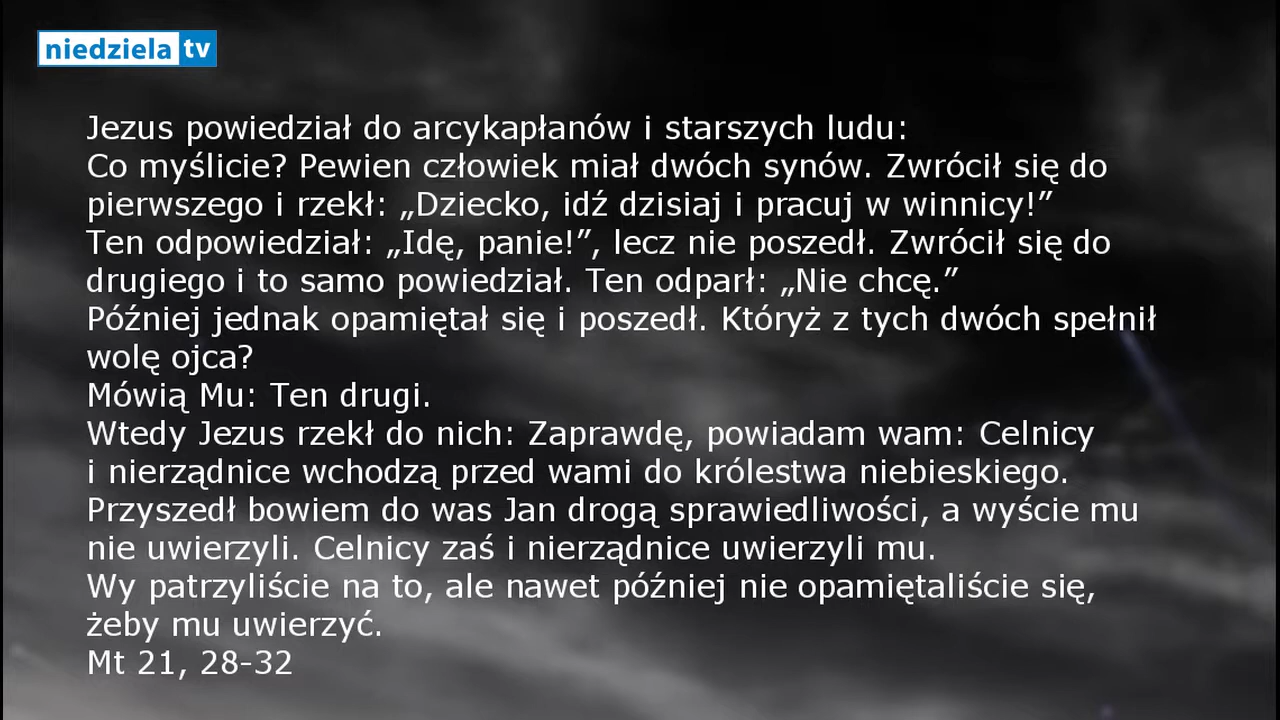 niedziela tv
Jezus powiedział do arcykapłanów i starszych ludu:
Co myślicie? Pewien człowiek miał dwóch synów. Zwrócił się do
pierwszego i rzekł: „Dziecko, idź dzisiaj i pracuj w winnicy!”
Ten odpowiedział: „Idę, panie!”, lecz nie poszedł. Zwrócił się do
drugiego i to samo powiedział. Ten odparł: „Nie chcę.”
Później jednak opamiętał się i poszedł. Któryż z tych dwóch spełnił
wolę ojca?
Mówią Mu: Ten drugi.
Wtedy Jezus rzekł do nich: Zaprawdę, powiadam wam: Celnicy
i nierządnice wchodzą przed wami do królestwa niebieskiego.
Przyszedł bowiem do was Jan drogą sprawiedliwości, a wyście mu
nie uwierzyli. Celnicy zaś i nierządnice uwierzyli mu.
Wy patrzyliście na to, ale nawet później nie opamiętaliście się,
żeby mu uwierzyć.
Mt 21, 28-32